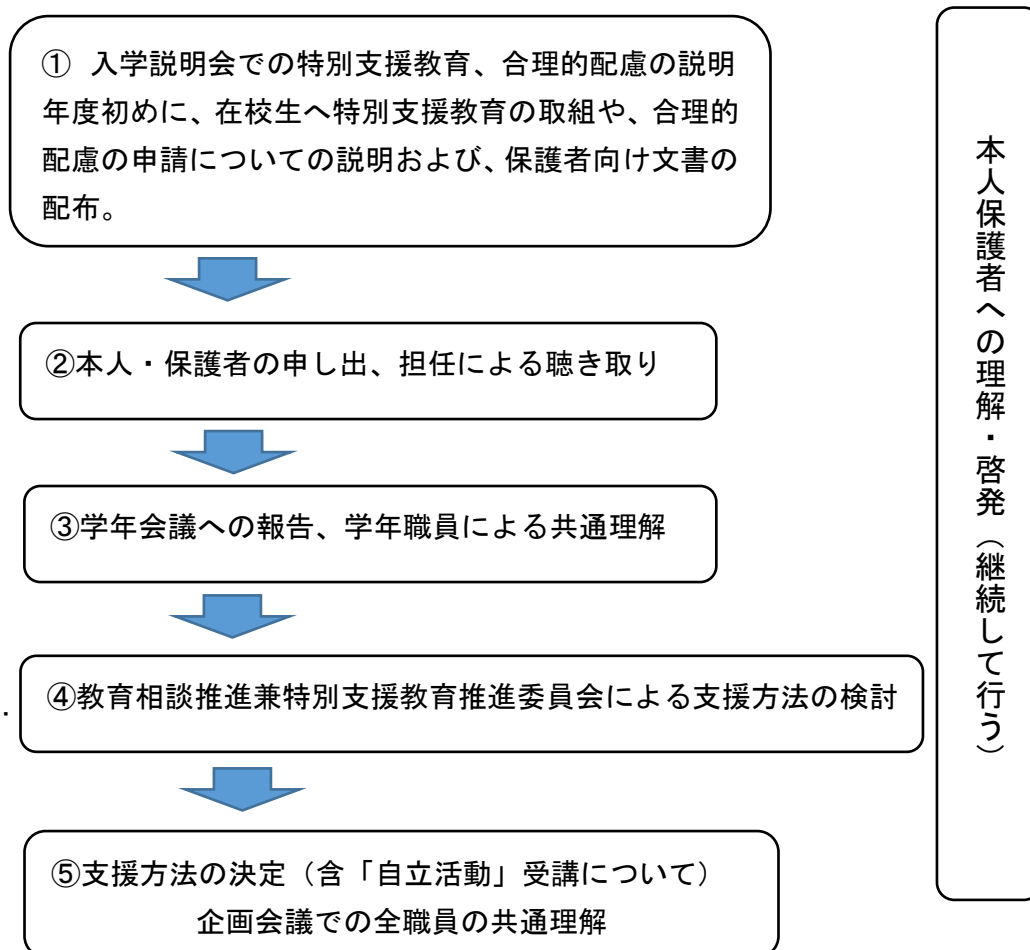 ① 入学説明会での特別支援教育、合理的配慮の説明
年度初めに、在校生へ特別支援教育の取組や、合理的
配慮の申請についての説明および、保護者向け文書の
配布。
②本人・保護者の申し出、担任による聴き取り
③学年会議への報告、学年職員による共通理解
④教育相談推進兼特別支援教育推進委員会による支援方法の検討
⑤支援方法の決定（含「自立活動」受講について）
企画会議での全職員の共通理解
本人保護者への理解・啓発（継続して行う）